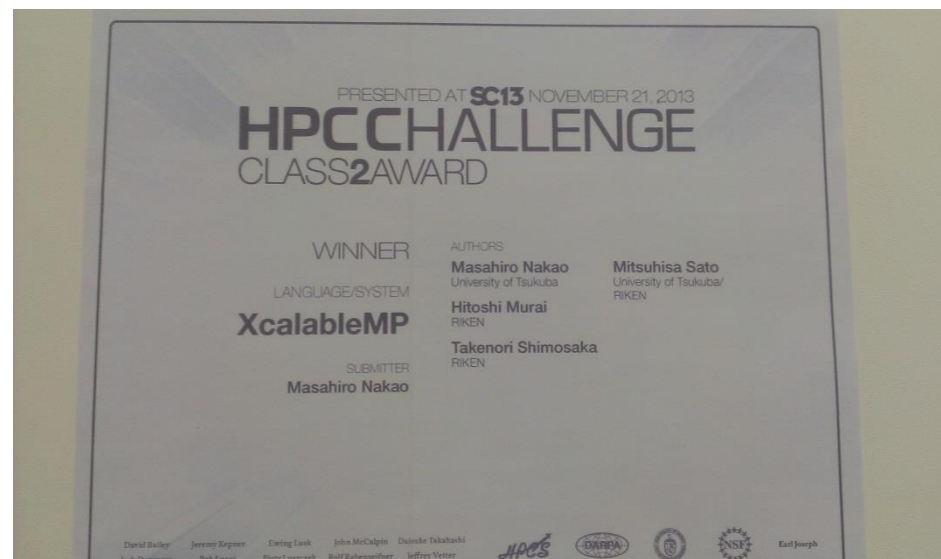 PRESENTED AT SC13 NOVEMBER 21, 2013
HPC CHALLENGE
CLASS2AWARD
WINNER
LANGUAGE/SYSTEM
XcalableMP
SUBMITTER
Masahiro Nakao
AUTHORS
Masahiro Nakao
University of Tsukuba
Hitoshi Murai
RIKEN
Takenori Shimosaka
RIKEN
Mitsuhisa Sato
University of Tsukuba/
RIKEN
David Bailey Jeremy Kepner Ewing Lusk John McCalpin Daisuke Takahashi
Rolf Rabenseifner Jeffrey Vetter
HPCS
DARPA
NSF
Earl Joseph